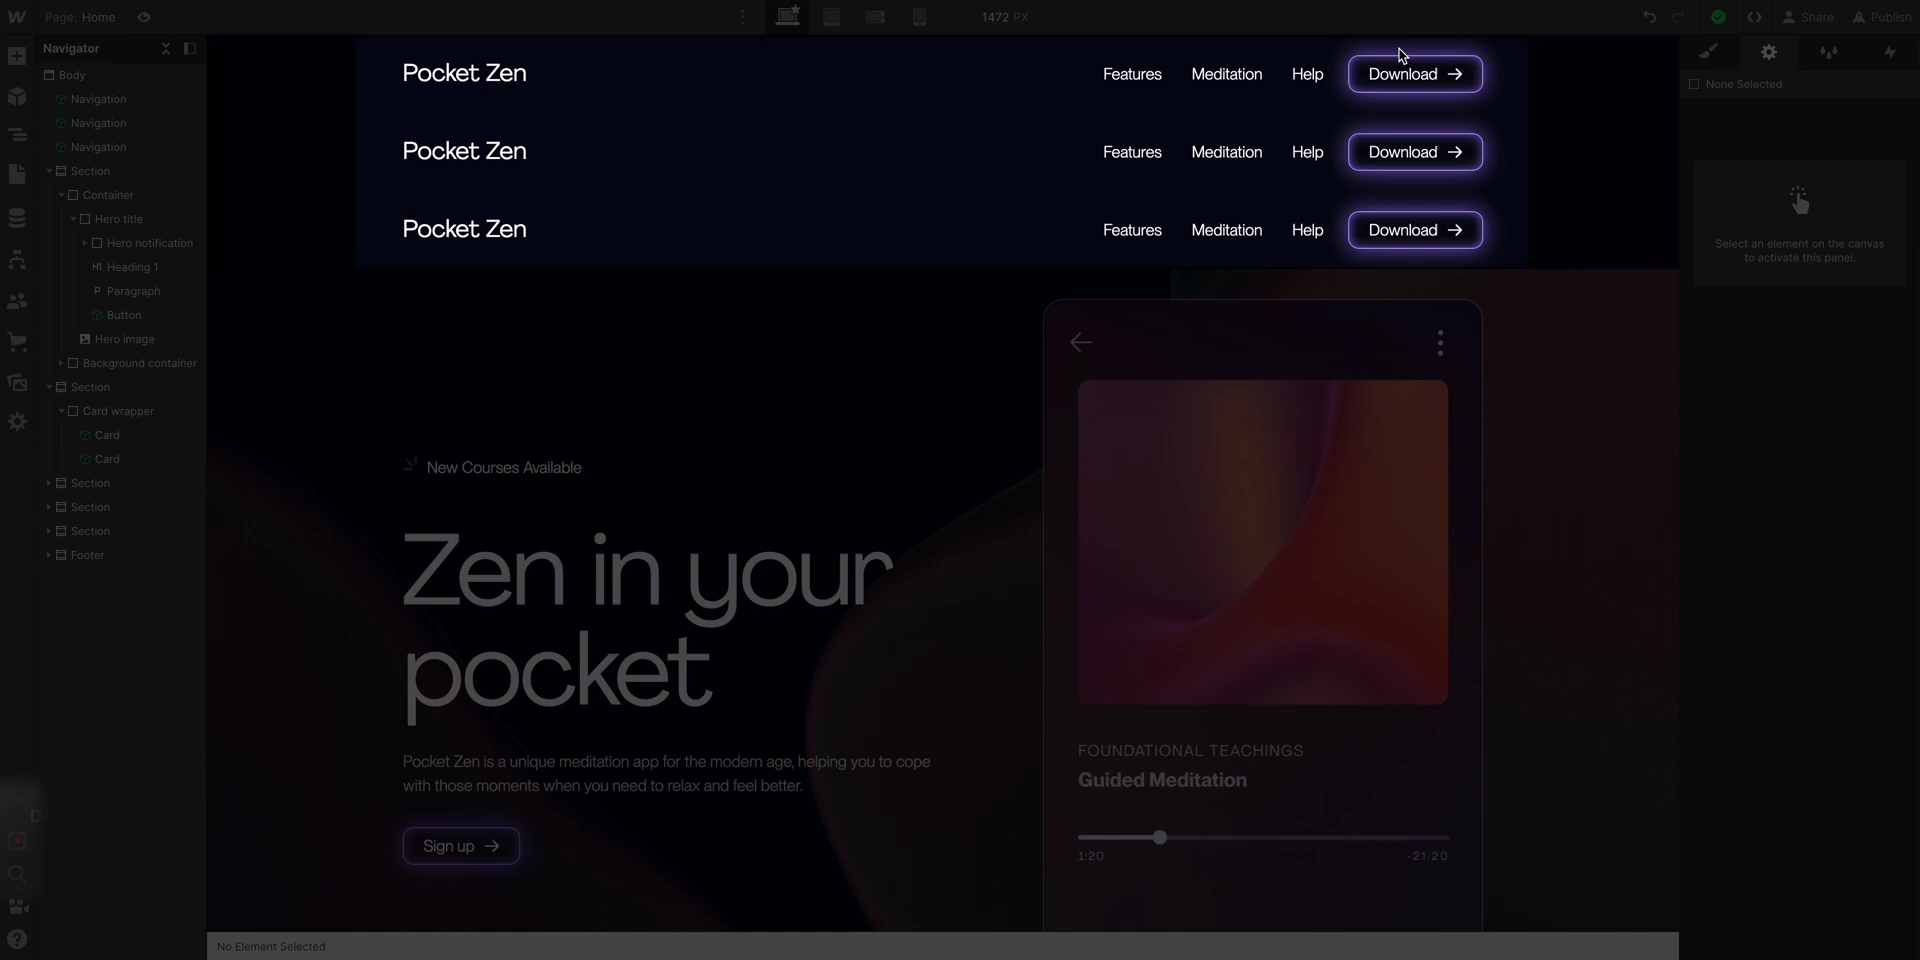 Page: Home
1472 PX
Share
Publish
Navigator
Body
Navigation
Navigation
Navigation
Section
Container
Hero title
Hero notification
H1 Heading 1
P Paragraph
Button
Hero image
Background container
Section
Card wrapper
Card
Card
Section
Section
Section
Footer
Pocket Zen
Features
Meditation
Help
Download →
Pocket Zen
Features
Meditation
Help
Download →
Pocket Zen
Features
Meditation
Help
Download →
New Courses Available
Zen in your
pocket
Pocket Zen is a unique meditation app for the modern age, helping you to cope
with those moments when you need to relax and feel better.
Sign up →
FOUNDATIONAL TEACHINGS
Guided Meditation
1:20
-21:20
None Selected
Select an element on the canvas
to activate this panel.
No Element Selected